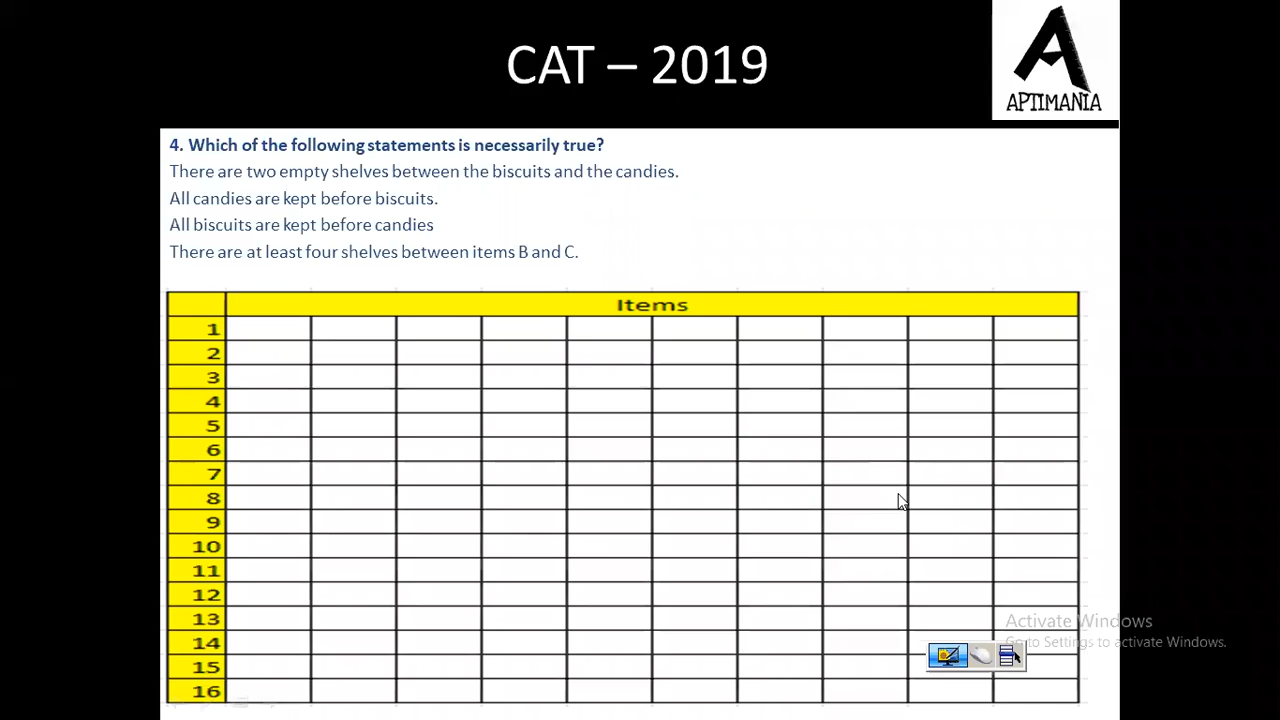 CAT – 2019
APTIMANIA
4. Which of the following statements is necessarily true?
There are two empty shelves between the biscuits and the candies.
All candies are kept before biscuits.
All biscuits are kept before candies
There are at least four shelves between items B and C.
Items
1
2
3
4
5
6
7
8
9
10
11
12
13
14
15
16
Activate Windows
Go to Settings to activate Windows.